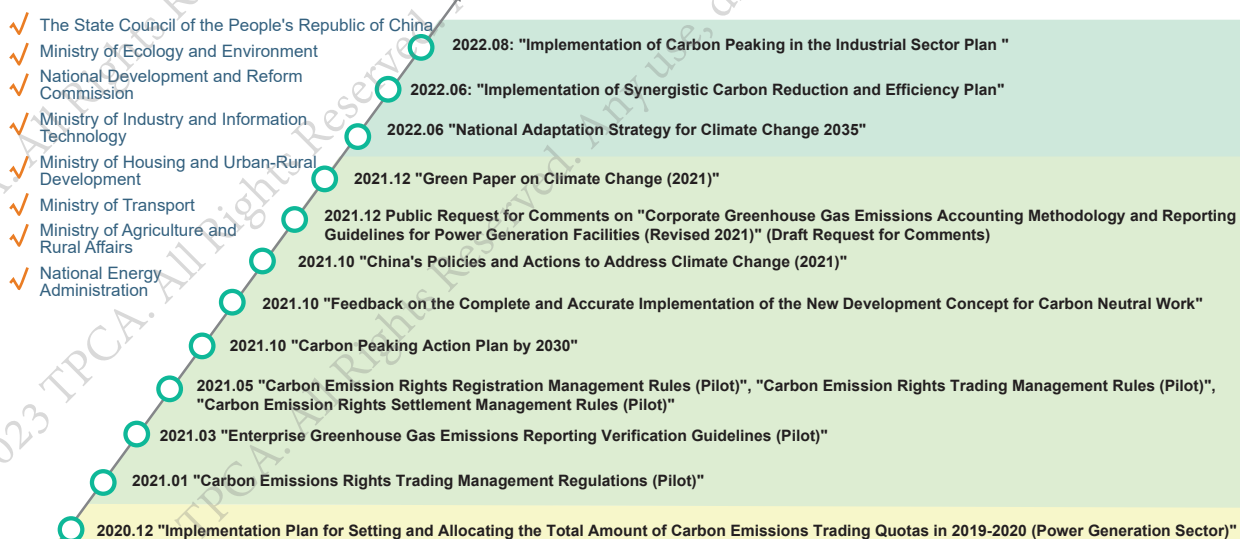 The State Council of the People's Republic of China
Ministry of Ecology and Environment
National Development and Reform
Commission
Ministry of Industry and Information
Technology
Ministry of Housing and Urban-Rural
Development
Ministry of Transport
Ministry of Agriculture and
Rural Affairs
National Energy
Administration
2022.08: "Implementation of Carbon Peaking in the Industrial Sector Plan "
2022.06: "Implementation of Synergistic Carbon Reduction and Efficiency Plan"
2022.06 "National Adaptation Strategy for Climate Change 2035"
2021.12 "Green Paper on Climate Change (2021)"
2021.12 Public Request for Comments on "Corporate Greenhouse Gas Emissions Accounting Methodology and Reporting
Guidelines for Power Generation Facilities (Revised 2021)" (Draft Request for Comments)
2021.10 "China's Policies and Actions to Address Climate Change (2021)"
2021.10 "Feedback on the Complete and Accurate Implementation of the New Development Concept for Carbon Neutral Work"
2021.10 "Carbon Peaking Action Plan by 2030"
2021.05 "Carbon Emission Rights Registration Management Rules (Pilot)", "Carbon Emission Rights Trading Management Rules (Pilot)",
"Carbon Emission Rights Settlement Management Rules (Pilot)"
2021.03 "Enterprise Greenhouse Gas Emissions Reporting Verification Guidelines (Pilot)"
2021.01 "Carbon Emissions Rights Trading Management Regulations (Pilot)"
2020.12 "Implementation Plan for Setting and Allocating the Total Amount of Carbon Emissions Trading Quotas in 2019-2020 (Power Generation Sector)"
TPCA. All Rights Reserved. Any use,
TPCA. All Rights Reserved.